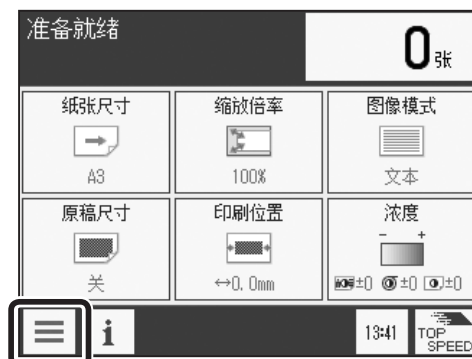 准备就绪
0张
纸张尺寸
A3
缩放倍率
100%
图像模式
文本
原稿尺寸
关
印刷位置
↔0.0mm
浓度
- +
±0 ±0 ±0
i
13:41
TOP
SPEED